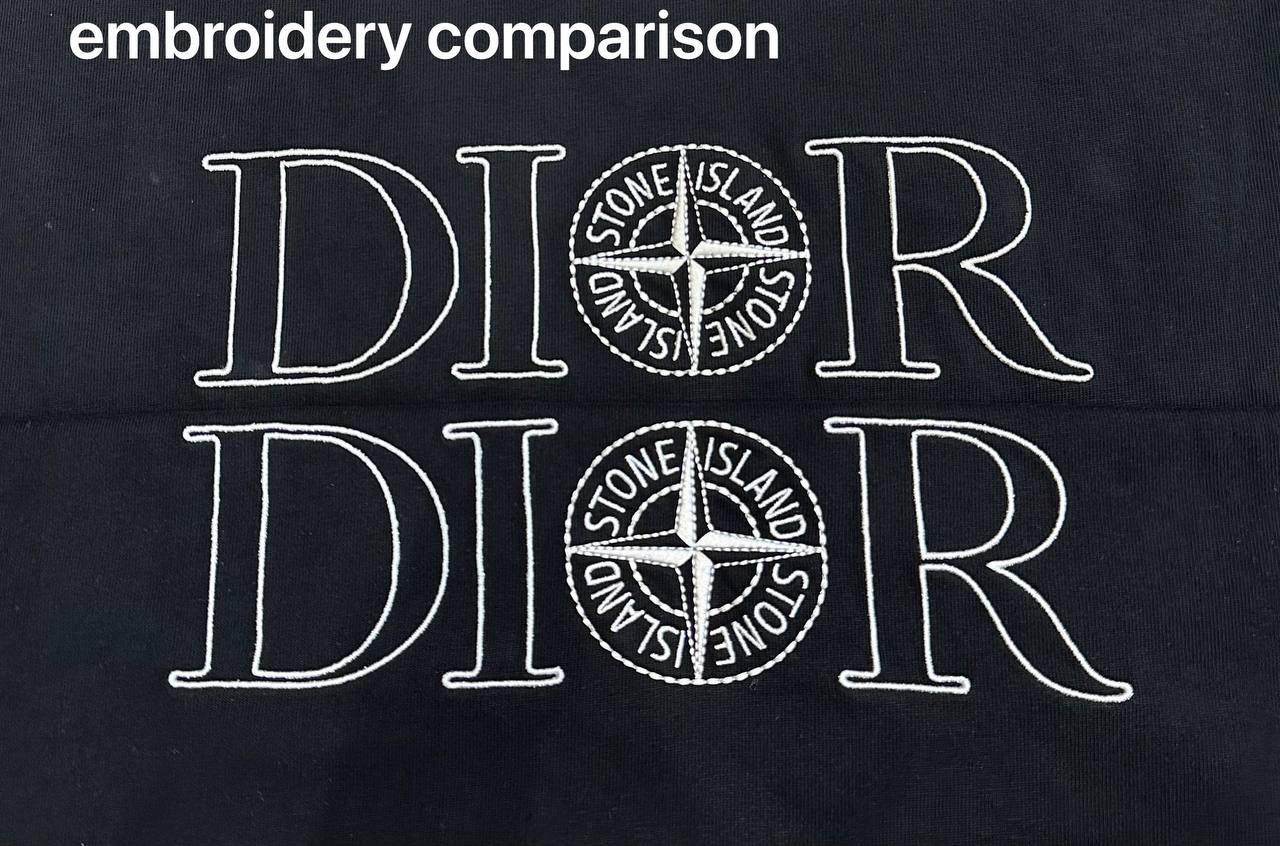 embroidery comparison
DIOR
STONE ISLAND
STONE ISLAND
DIOR
STONE ISLAND
STONE ISLAND